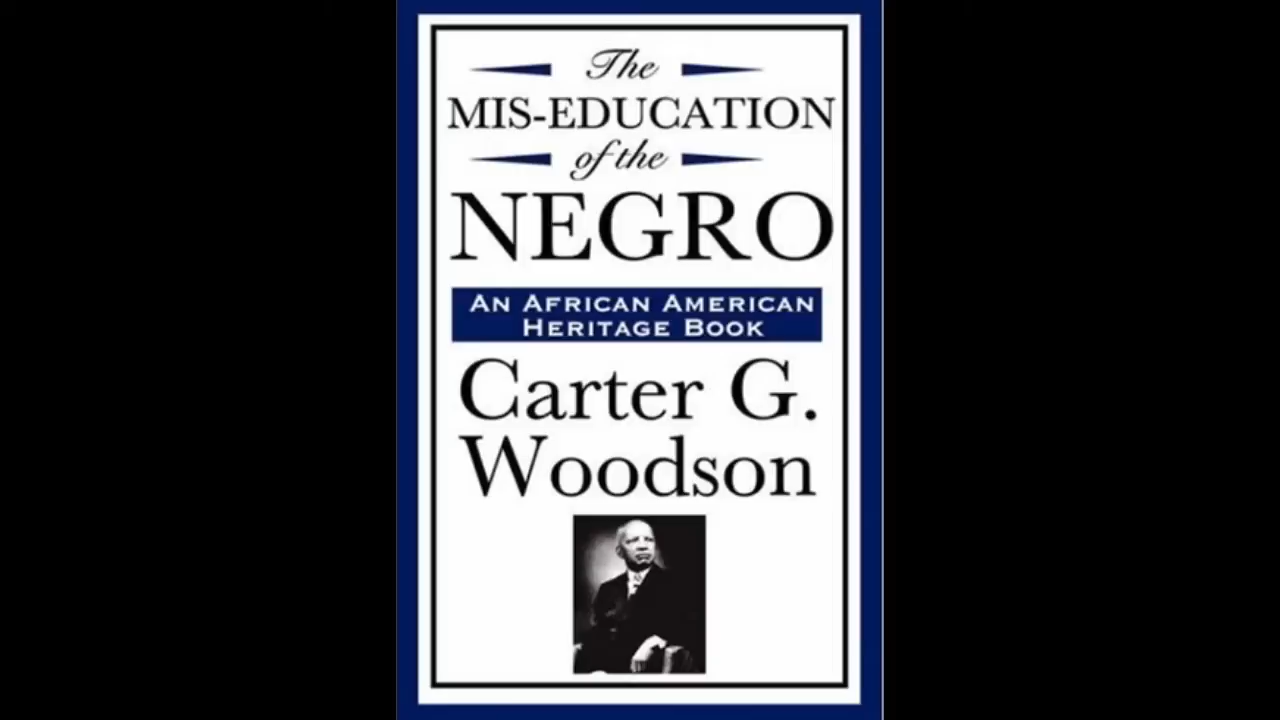 The
MIS-EDUCATION
of the
NEGRO
AN AFRICAN AMERICAN
HERITAGE BOOK
Carter G.
Woodson